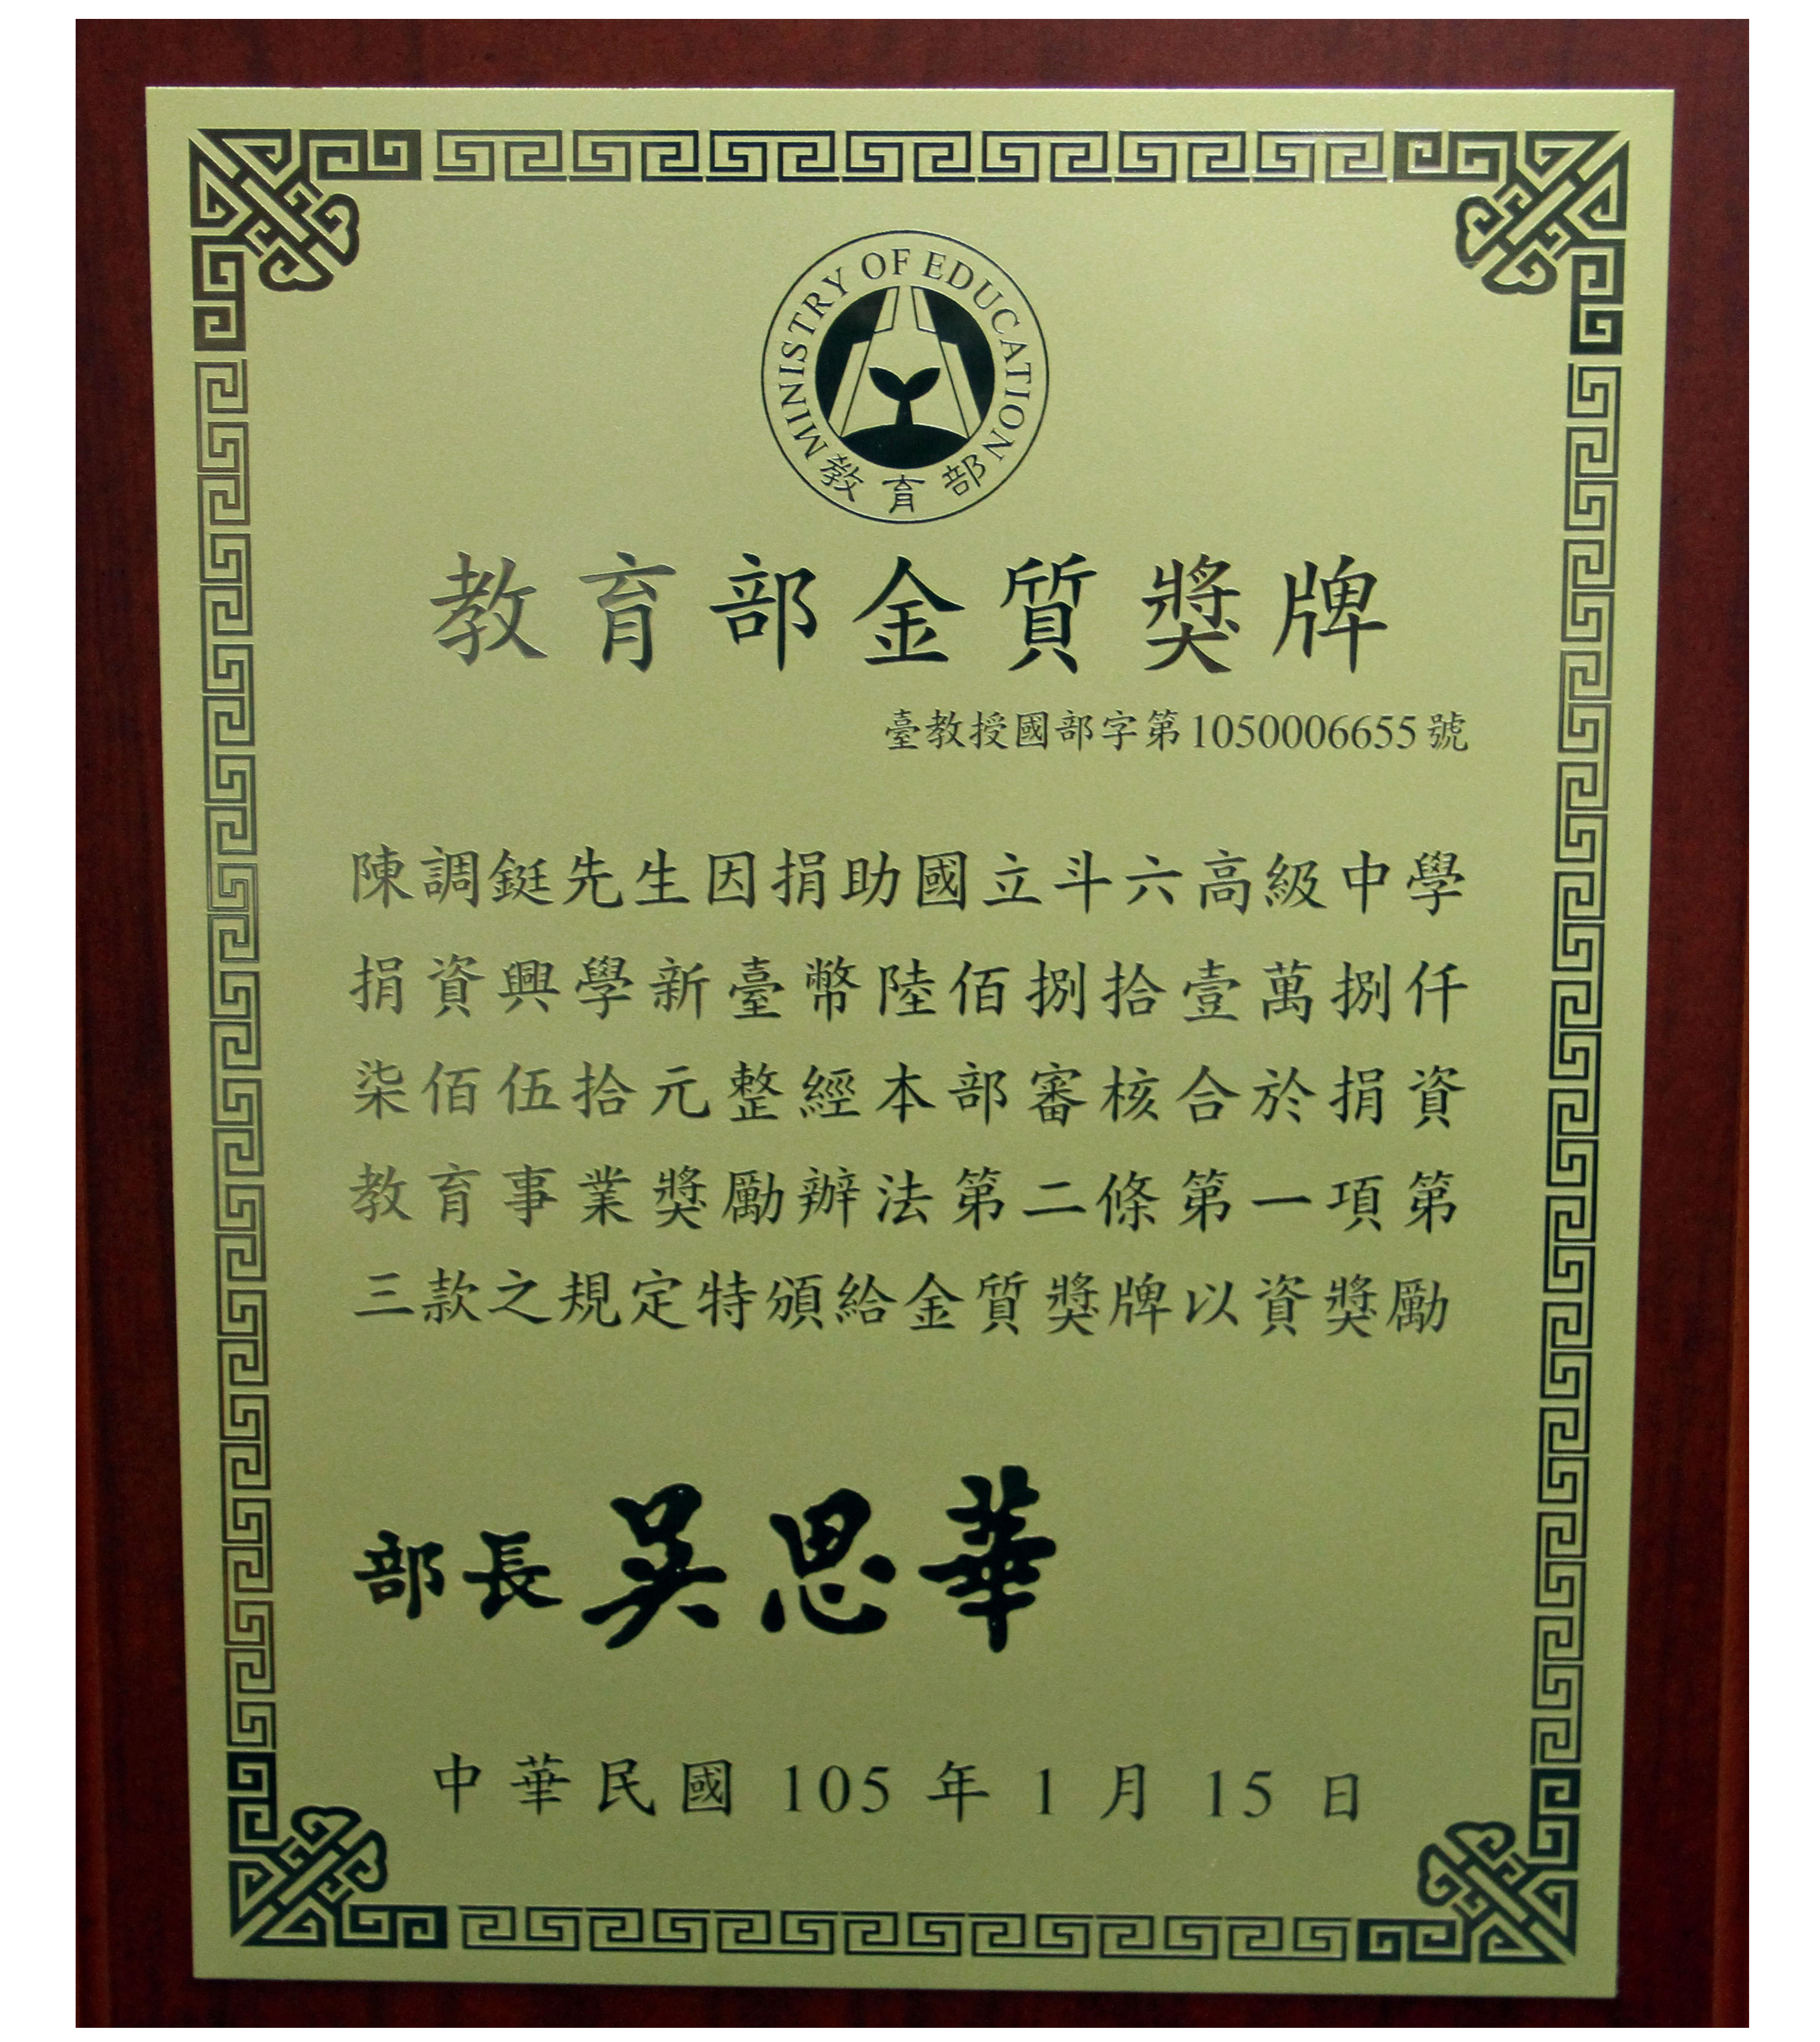 MINISTRY OF EDUCATION
教育部
教育部金質獎牌
臺教授國部字第1050006655號
陳調鋌先生因捐助國立斗六高級中學
捐資興學新臺幣陸佰捌拾壹萬捌仟
柒佰伍拾元整經本部審核合於捐資
教育事業獎勵辦法第二條第一項第
三款之規定特頒給金質獎牌以資獎勵
部長吳思華
中華民國 105 年 1 月 15 日